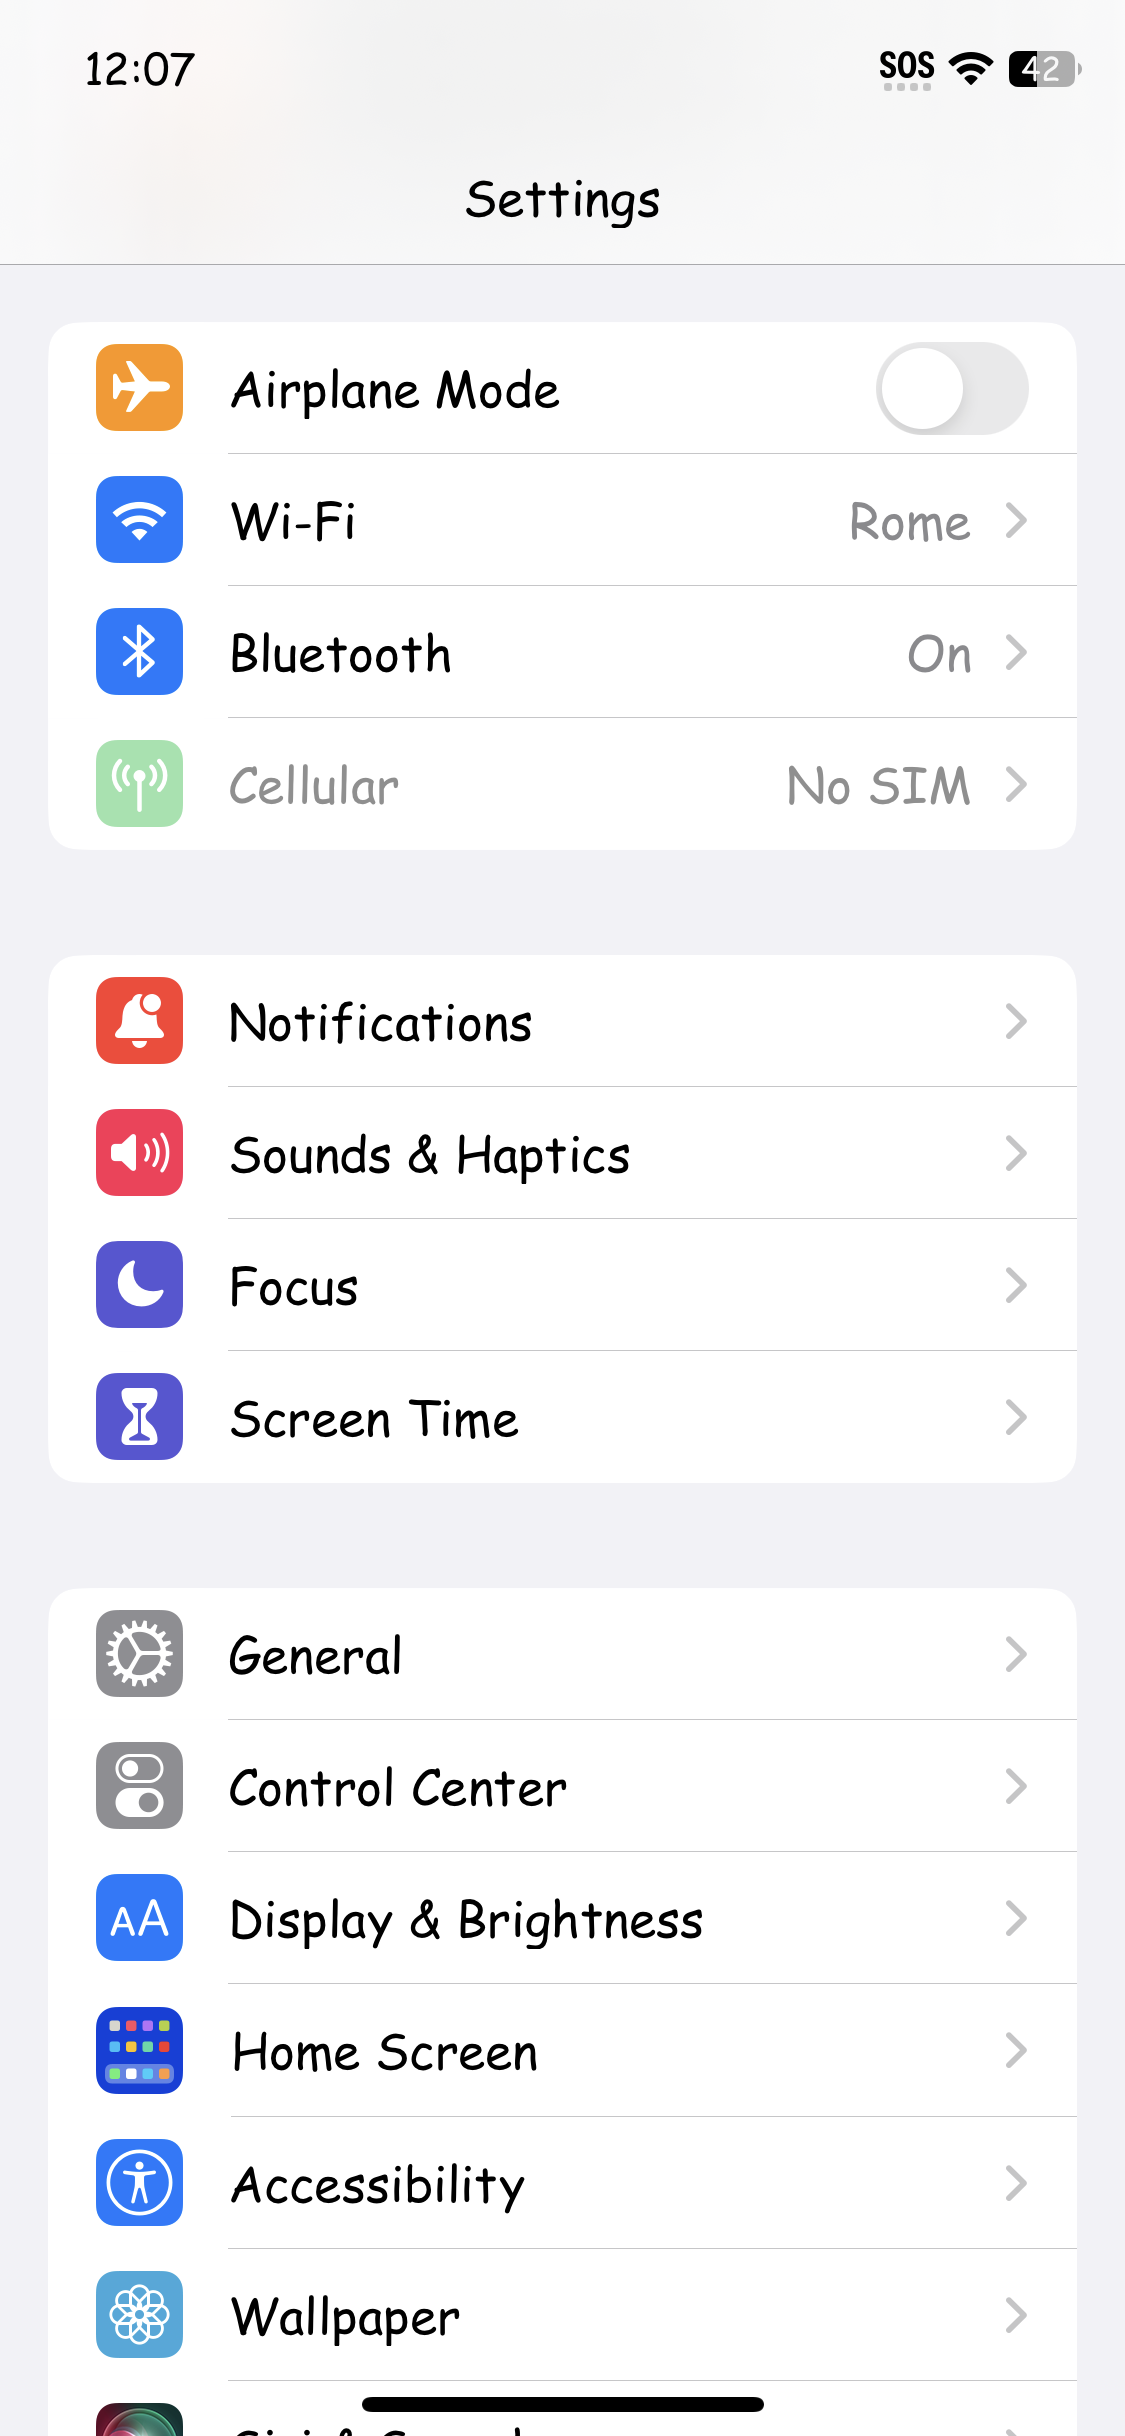 12:07
SOS
42
Settings
Airplane Mode
Wi-Fi Rome
Bluetooth On
Cellular No SIM
Notifications
Sounds & Haptics
Focus
Screen Time
General
Control Center
AA Display & Brightness
Home Screen
Accessibility
Wallpaper